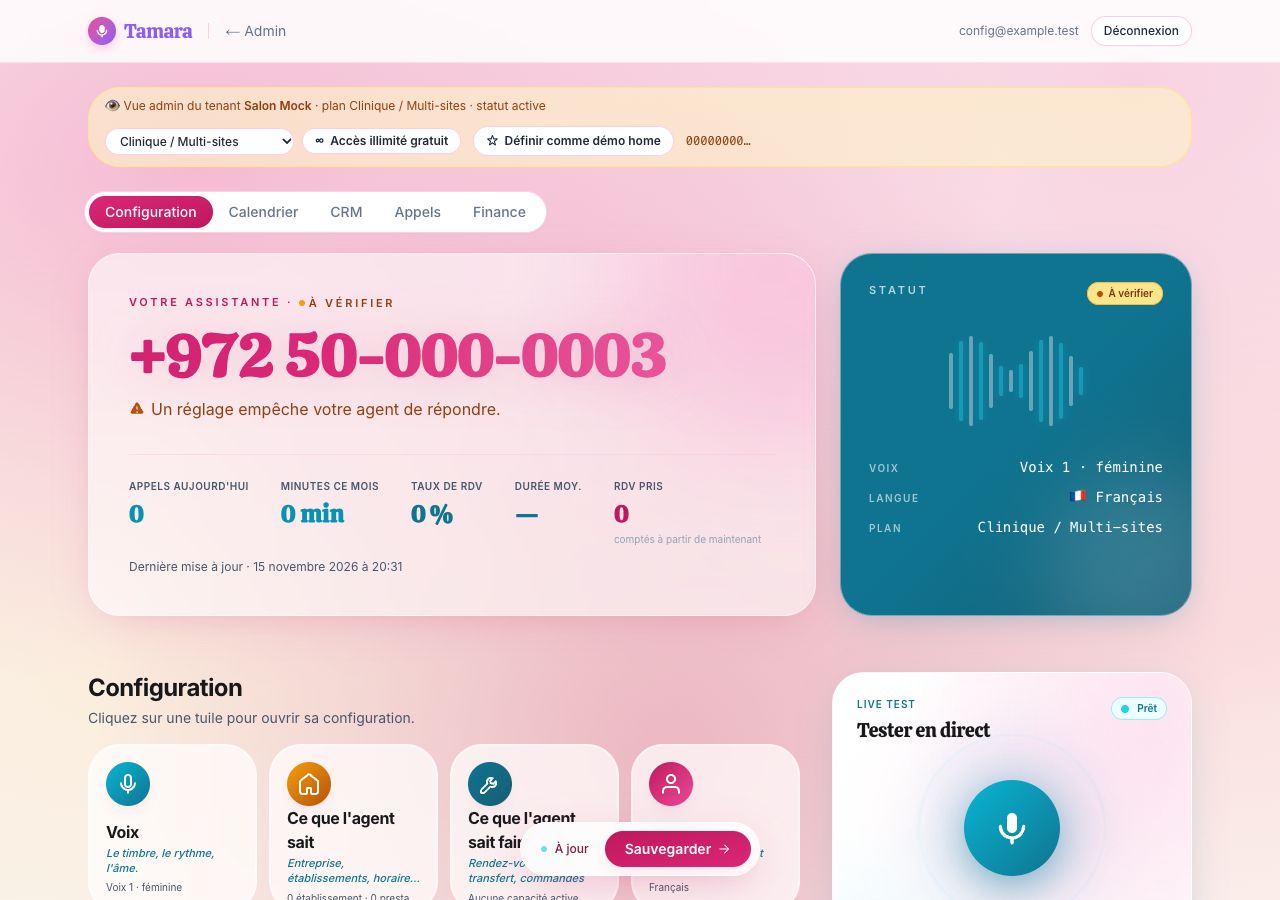 Tamara
← Admin
config@example.test
Déconnexion
Vue admin du tenant Salon Mock · plan Clinique / Multi-sites · statut active
Clinique / Multi-sites
∞ Accès illimité gratuit
☆ Définir comme démo home
00000000…
Configuration
Calendrier
CRM
Appels
Finance
VOTRE ASSISTANTE · À VÉRIFIER
+972 50-000-0003
Un réglage empêche votre agent de répondre.
APPELS AUJOURD'HUI
0
MINUTES CE MOIS
0 min
TAUX DE RDV
0 %
DURÉE MOY.
—
RDV PRIS
0
comptés à partir de maintenant
Dernière mise à jour · 15 novembre 2026 à 20:31
STATUT
À vérifier
VOIX
Voix 1 · féminine
LANGUE
Français
PLAN
Clinique / Multi-sites
Configuration
Cliquez sur une tuile pour ouvrir sa configuration.
Voix
Le timbre, le rythme,
l'âme.
Voix 1 · féminine
Ce que l'agent
sait
Entreprise,
établissements, horaire…
0 établissement · 0 presta
Ce que l'agent
sait fair
Rendez-vo
transfert, commandes
Aucune capacité active
Français
À jour
Sauvegarder →
LIVE TEST
Tester en direct
Prêt